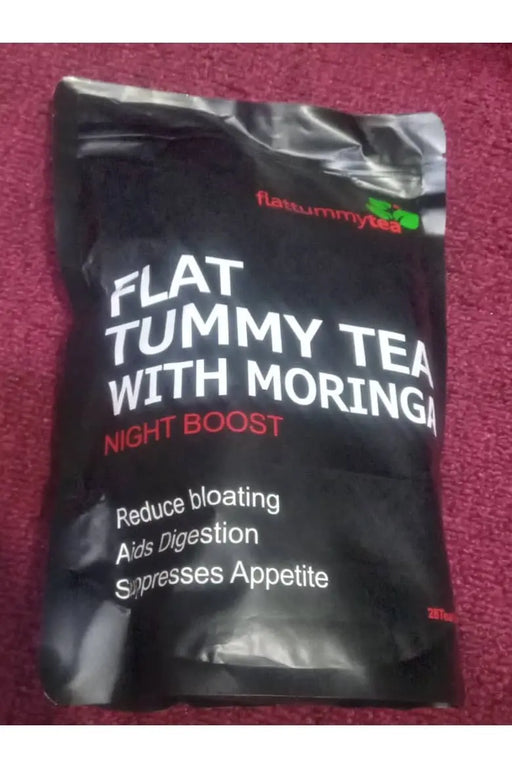 flattummytea
FLAT
TUMMY TEA
WITH MORINGA
NIGHT BOOST
Reduce bloating
Aids Digestion
Suppresses Appetite